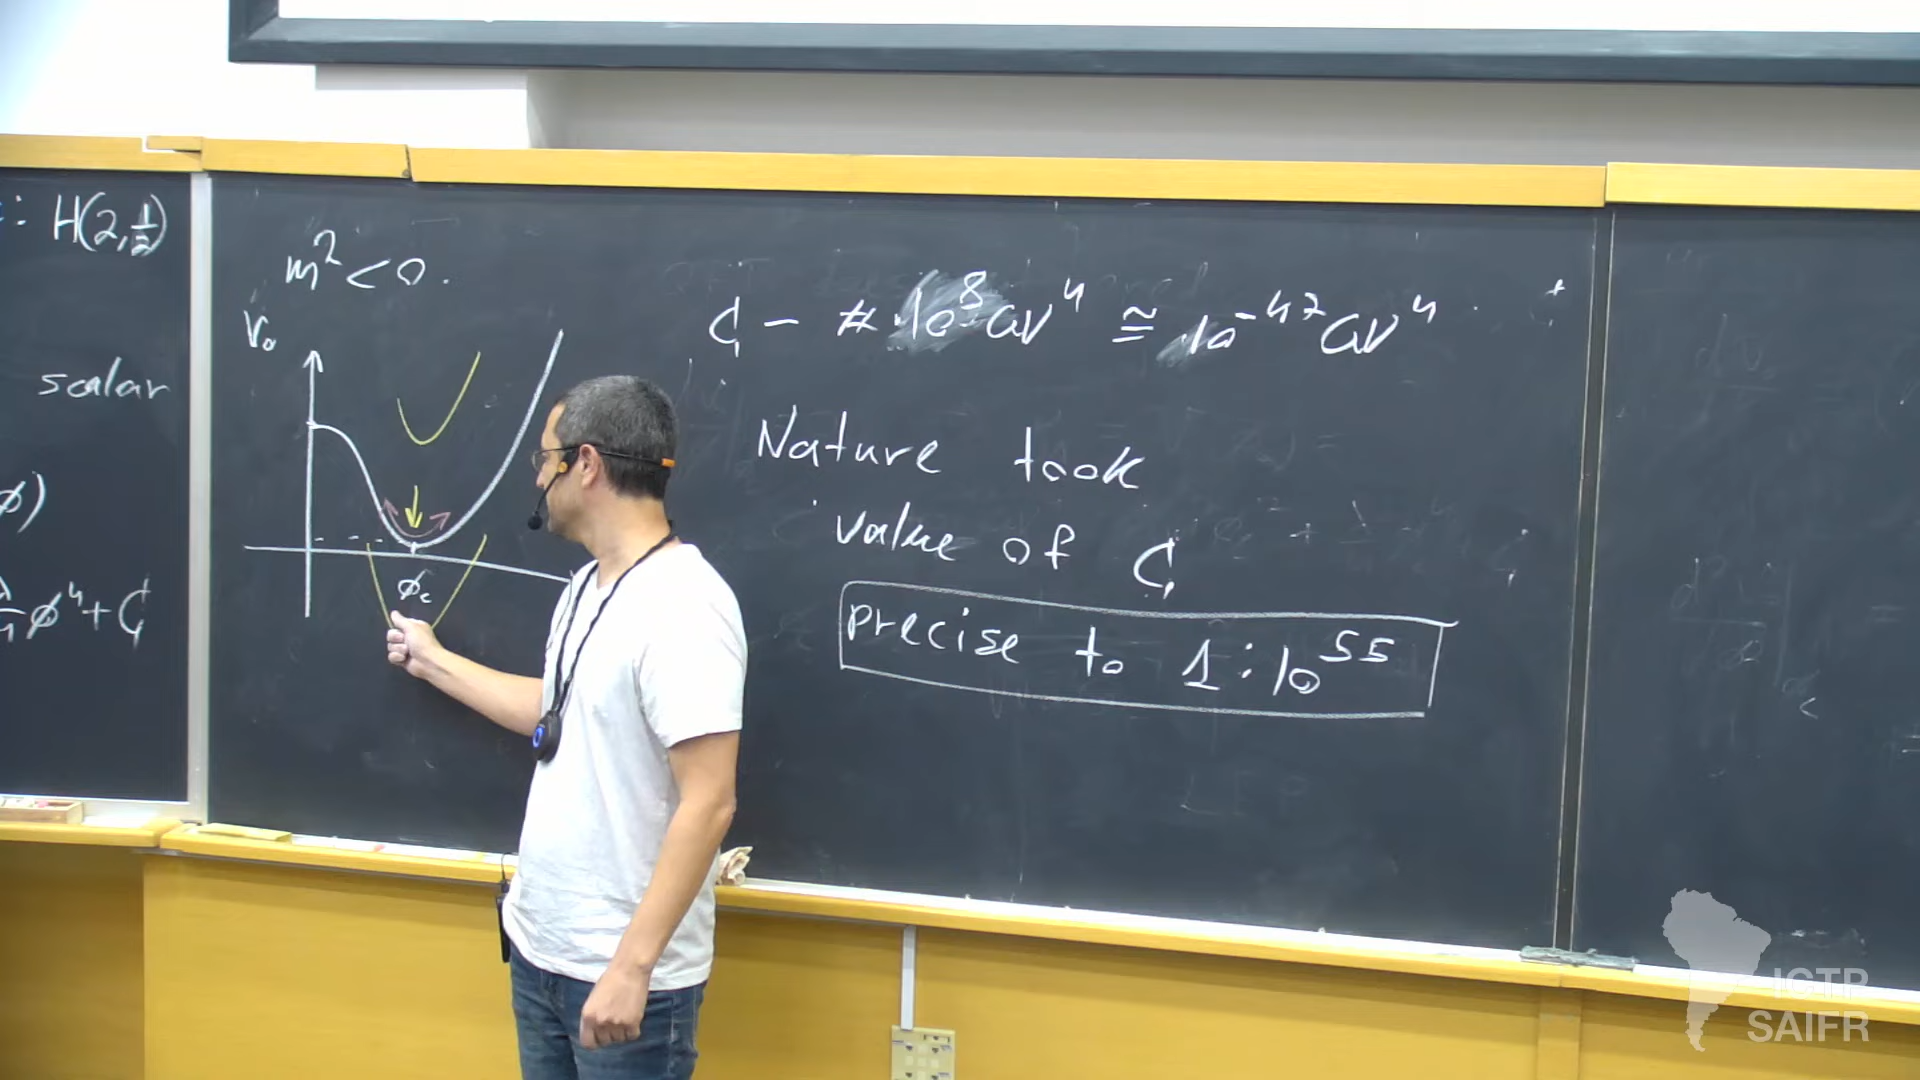 : H(2,1/2)
scalar
φ)
φ⁴+C
m² < 0.
V₀
φc
C – # · 10⁸ GeV⁴ ≅ 10⁻⁴⁷ GeV⁴
Nature took
value of C
precise to 1:10⁵⁵
ICTP
SAIFR